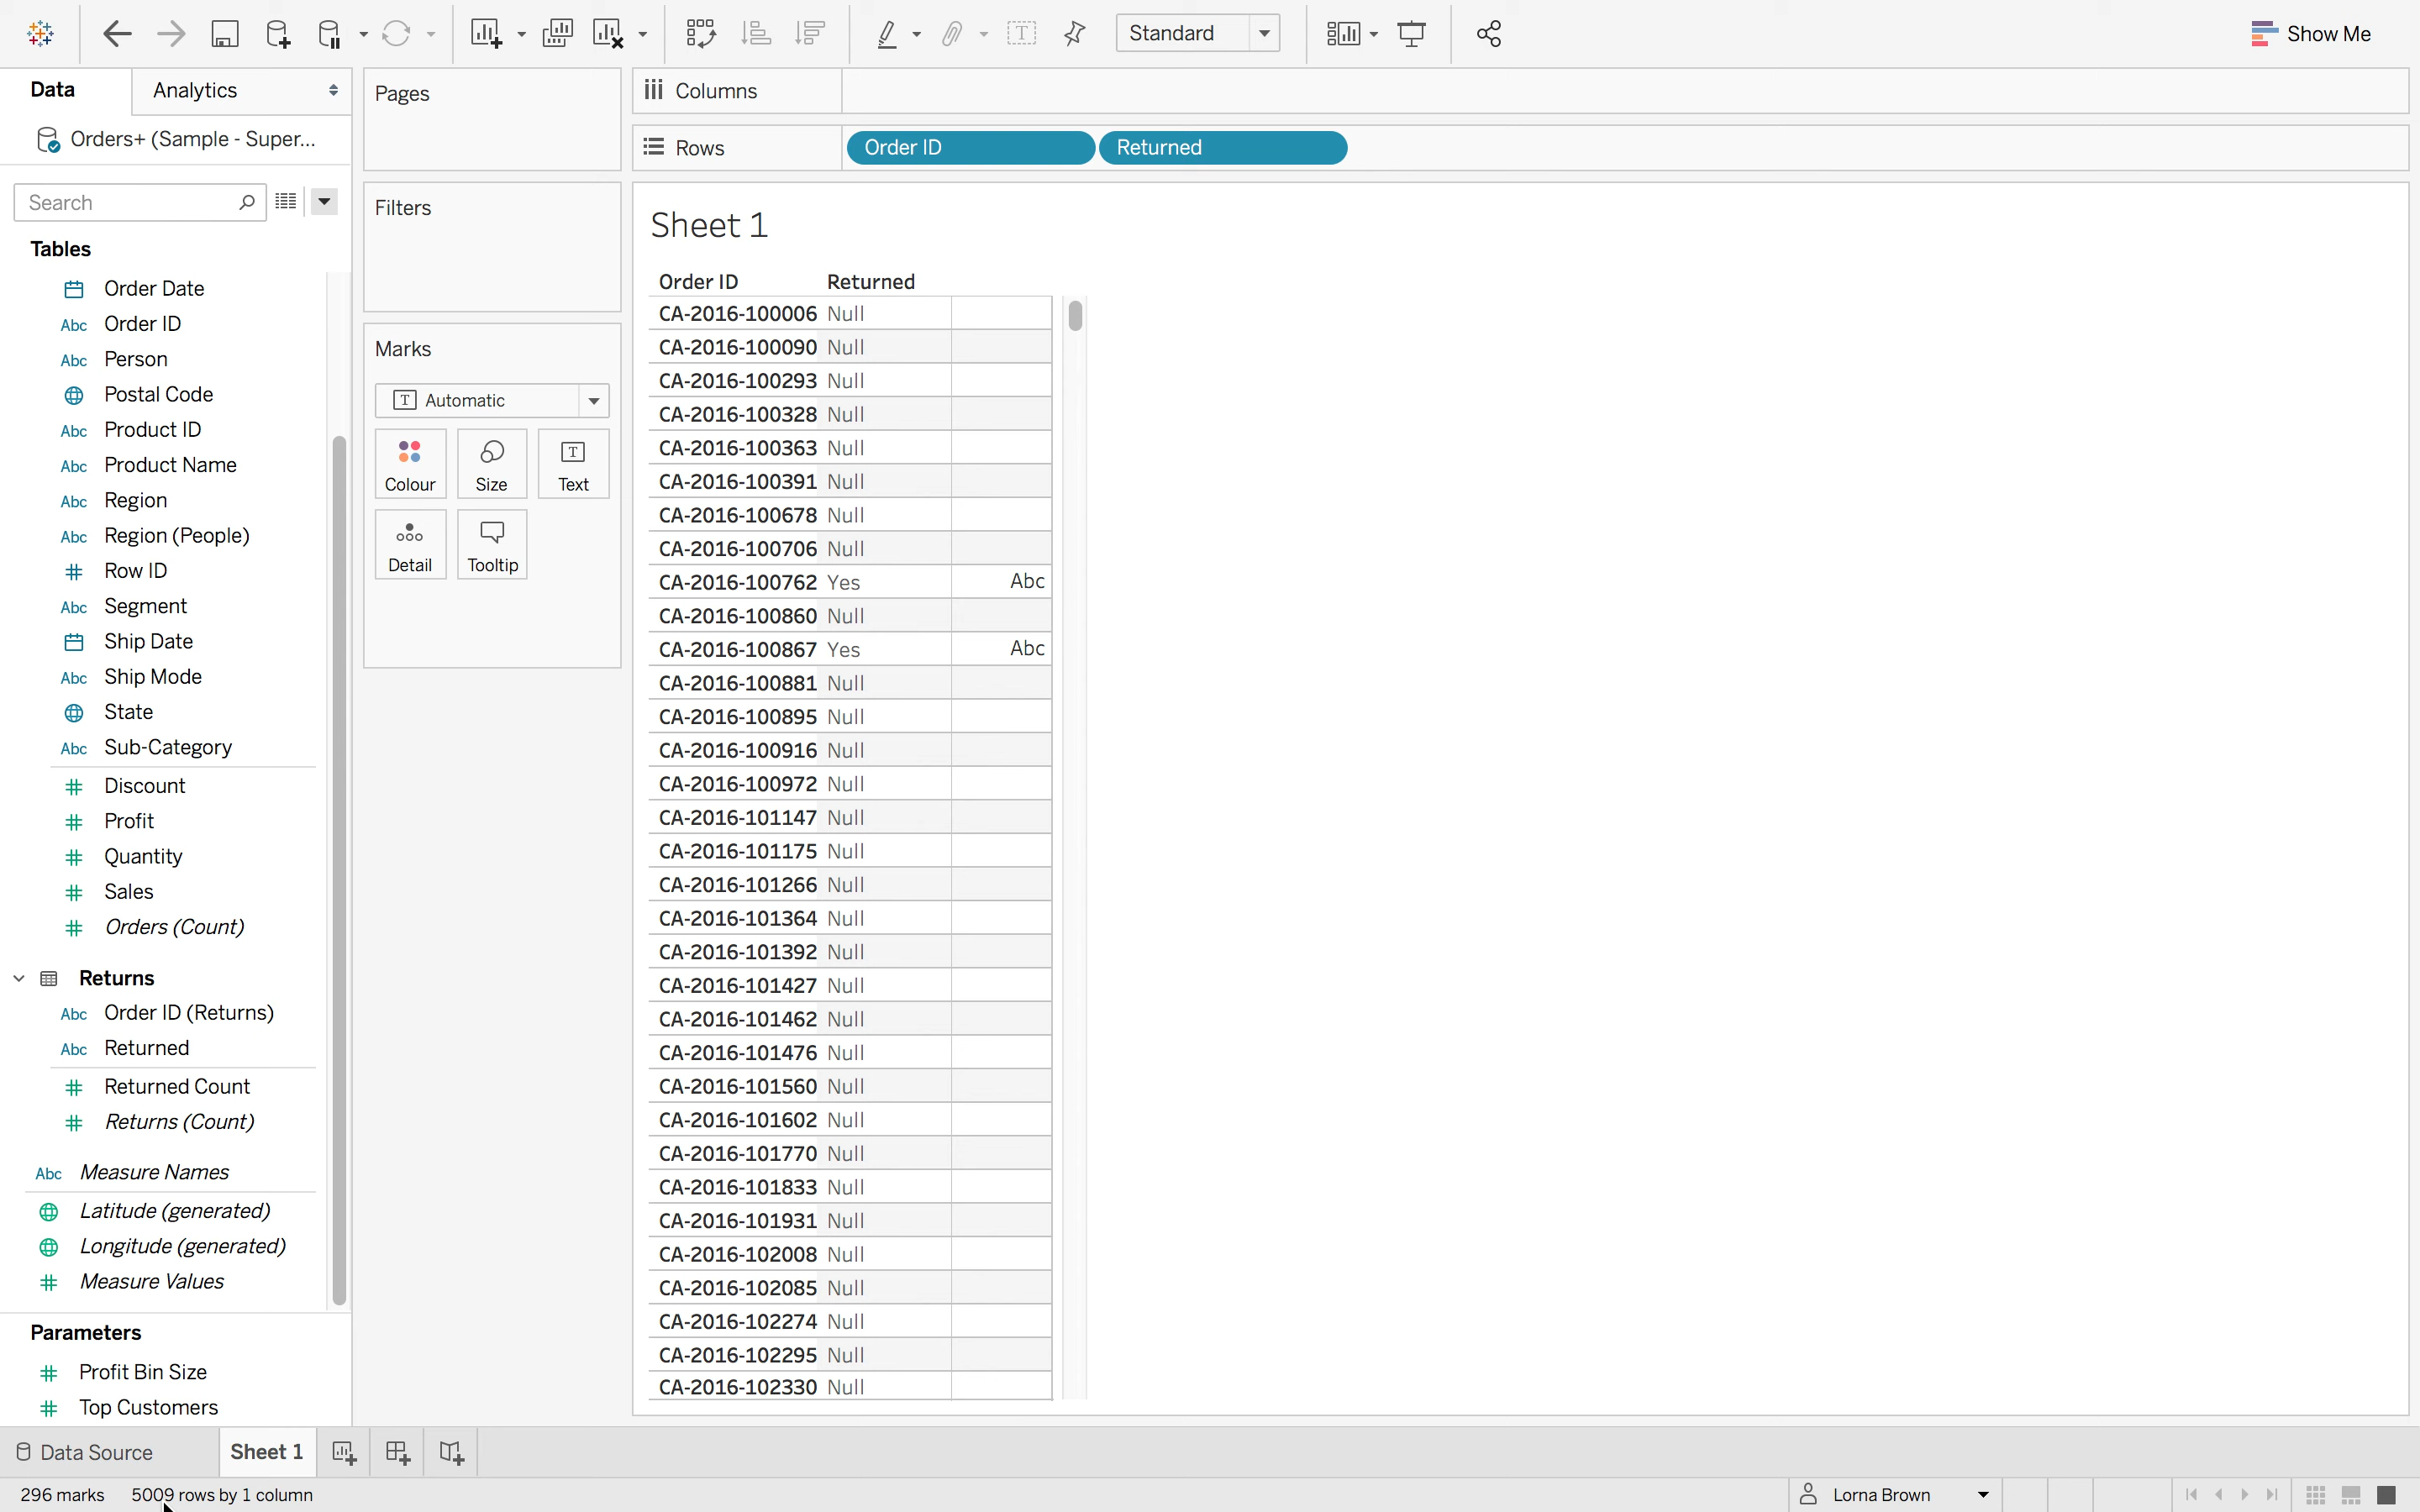 Standard
Show Me
Data
Analytics
Orders+ (Sample - Super...
Search
Tables
Order Date
Abc Order ID
Abc Person
Postal Code
Abc Product ID
Abc Product Name
Abc Region
Abc Region (People)
Row ID
Abc Segment
Ship Date
Abc Ship Mode
State
Abc Sub-Category
Discount
Profit
Quantity
Sales
Orders (Count)
Returns
Abc Order ID (Returns)
Abc Returned
Returned Count
Returns (Count)
Abc Measure Names
Latitude (generated)
Longitude (generated)
Measure Values
Parameters
Profit Bin Size
Top Customers
Pages
Filters
Marks
T Automatic
Colour
Size
T
Text
Detail
Tooltip
Columns
Rows
Order ID
Returned
Sheet 1
Order ID Returned
CA-2016-100006 Null
CA-2016-100090 Null
CA-2016-100293 Null
CA-2016-100328 Null
CA-2016-100363 Null
CA-2016-100391 Null
CA-2016-100678 Null
CA-2016-100706 Null
CA-2016-100762 Yes Abc
CA-2016-100860 Null
CA-2016-100867 Yes Abc
CA-2016-100881 Null
CA-2016-100895 Null
CA-2016-100916 Null
CA-2016-100972 Null
CA-2016-101147 Null
CA-2016-101175 Null
CA-2016-101266 Null
CA-2016-101364 Null
CA-2016-101392 Null
CA-2016-101427 Null
CA-2016-101462 Null
CA-2016-101476 Null
CA-2016-101560 Null
CA-2016-101602 Null
CA-2016-101770 Null
CA-2016-101833 Null
CA-2016-101931 Null
CA-2016-102008 Null
CA-2016-102085 Null
CA-2016-102274 Null
CA-2016-102295 Null
CA-2016-102330 Null
Data Source
Sheet 1
296 marks
5009 rows by 1 column
Lorna Brown